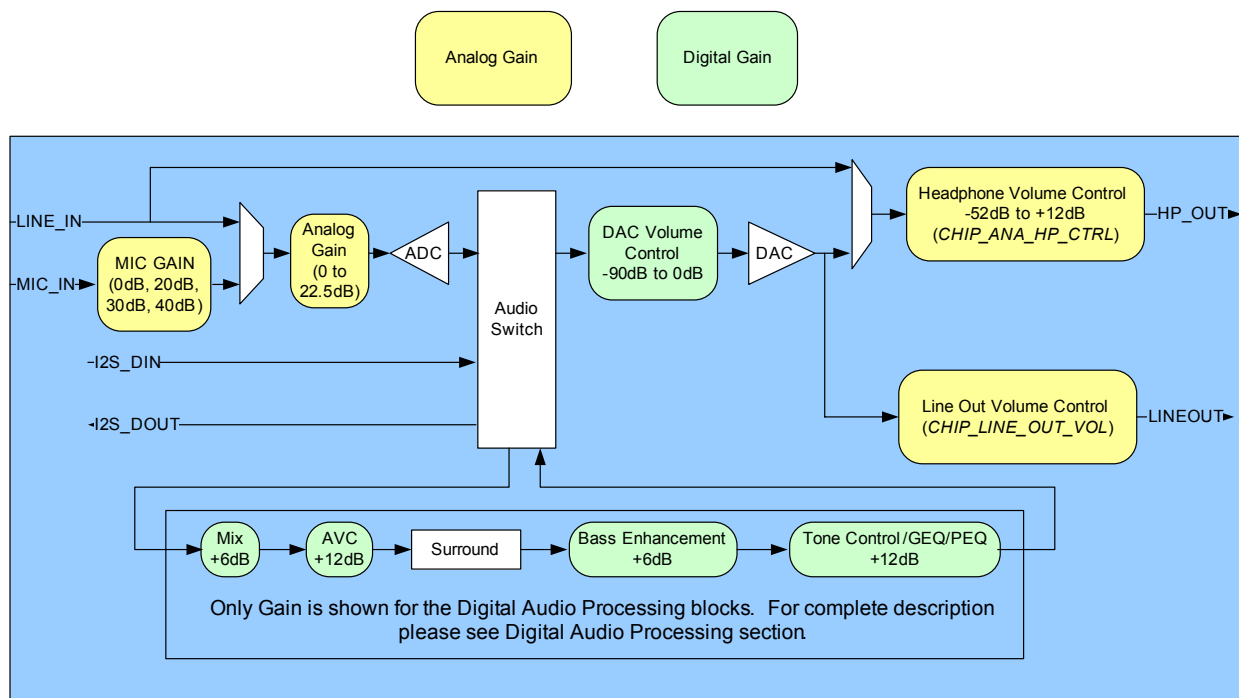 Analog Gain
Digital Gain
LINE_IN
MIC_IN
MIC GAIN
(0dB, 20dB,
30dB, 40dB)
Analog
Gain
(0 to
22.5dB)
ADC
Audio
Switch
DAC Volume
Control
-90dB to 0dB
DAC
Headphone Volume Control
-52dB to +12dB
(CHIP_ANA_HP_CTRL)
HP_OUT
I2S_DIN
I2S_DOUT
Line Out Volume Control
(CHIP_LINE_OUT_VOL)
LINEOUT
Mix
+6dB
AVC
+12dB
Surround
Bass Enhancement
+6dB
Tone Control/GEQ/PEQ
+12dB
Only Gain is shown for the Digital Audio Processing blocks. For complete description
please see Digital Audio Processing section.